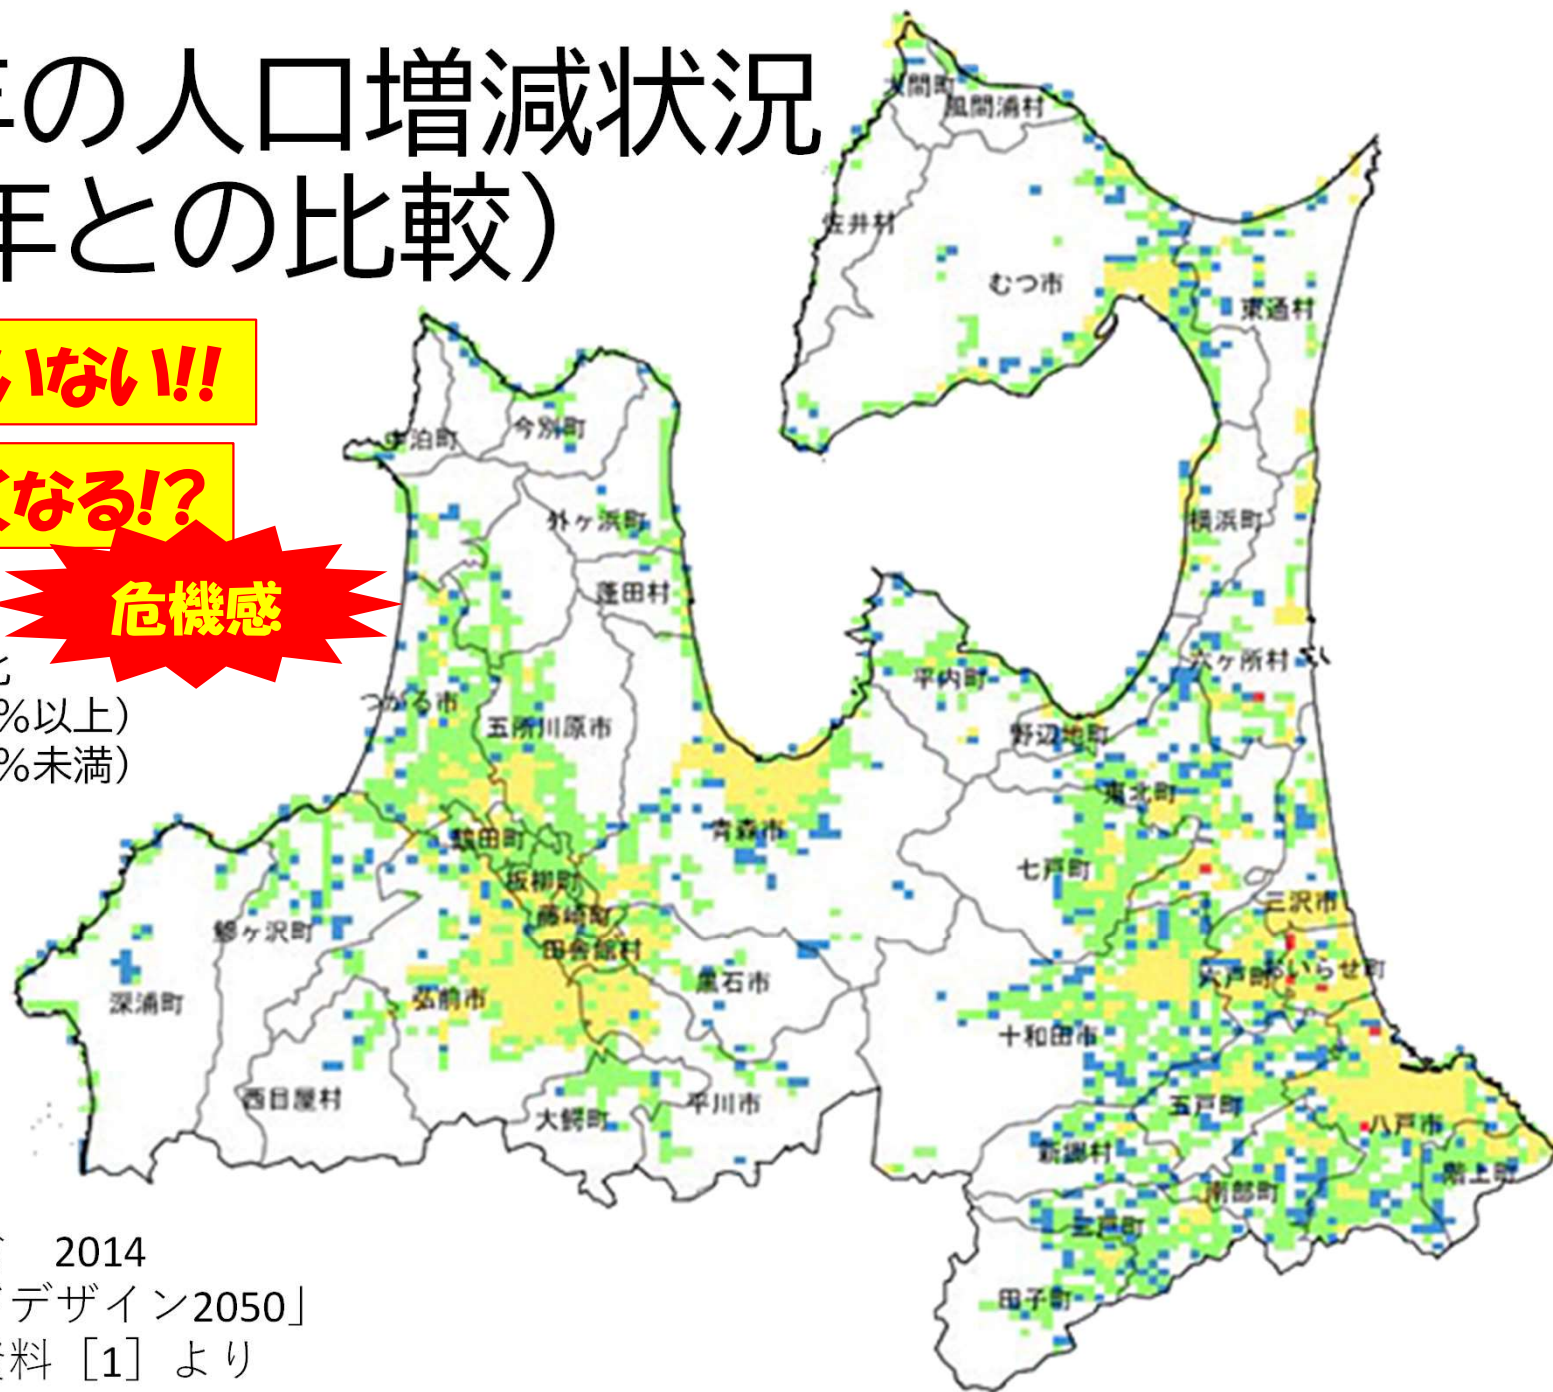 年の人口増減状況
年との比較）
いない!!
くなる!?
危機感
%以上）
%未満）
大間町
風間浦村
佐井村
むつ市
東通村
中泊町
今別町
外ヶ浜町
横浜町
蓬田村
六ヶ所村
平内町
つがる市
五所川原市
野辺地町
東北町
青森市
鶴田町
七戸町
板柳町
三沢市
藤崎町
鰺ヶ沢町
田舎館村
六戸町
おいらせ町
黒石市
深浦町
弘前市
十和田市
西目屋村
平川市
五戸町
大鰐町
八戸市
新郷村
階上町
南部町
三戸町
田子町
2014
デザイン2050」
資料［1］より